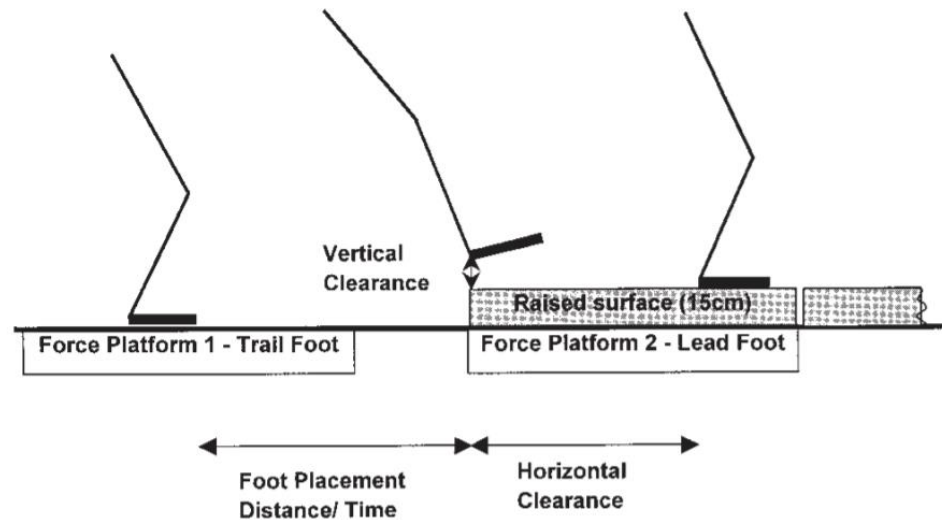 Vertical
Clearance
Raised surface (15cm)
Force Platform 1 - Trail Foot
Force Platform 2 - Lead Foot
Foot Placement
Distance/ Time
Horizontal
Clearance